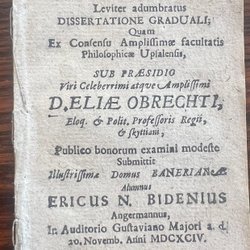 Leviter adumbratus
DISSERTATIONE GRADUALI;
Quam
Ex Consensu Amplissimæ facultatis
Philosophicæ Upsalensis,
SUB PRÆSIDIO
Viri Celeberrimi atque Amplissimi
D. ELIÆ OBRECHTI,
Eloq. & Polit. Professoris Regii,
& Skyttiani,
Publico bonorum examini modeste
Submittit
Illustrissimæ Domus BANERIANÆ
Alumnus
ERICUS N. BIDENIUS
Angermannus,
In Auditorio Gustaviano Majori a. d.
20. Novemb. Anni MDCXCIV.